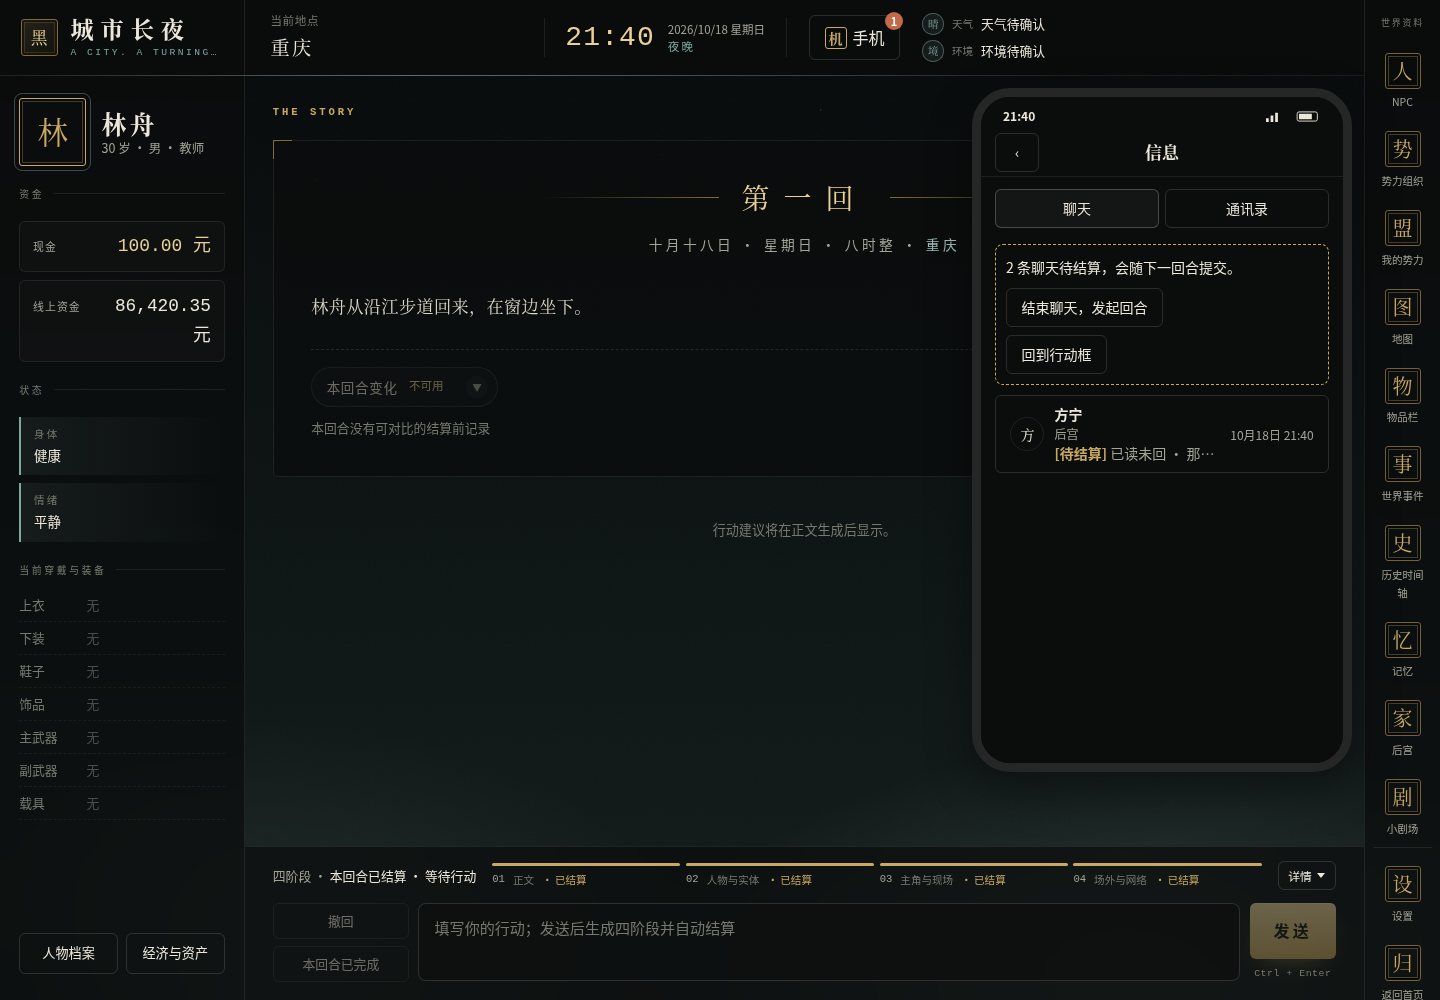 黑
城市长夜
A CITY. A TURNING…
当前地点
重庆
21:40
2026/10/18 星期日
夜晚
机 手机
1
晴 天气 天气待确认
境 环境 环境待确认
林
林舟
30 岁 · 男 · 教师
资金
现金 100.00 元
线上资金 86,420.35
元
状态
身体
健康
情绪
平静
当前穿戴与装备
上衣 无
下装 无
鞋子 无
饰品 无
主武器 无
副武器 无
载具 无
人物档案 经济与资产
THE STORY
第一回
十月十八日 · 星期日 · 八时整 · 重庆
林舟从沿江步道回来，在窗边坐下。
本回合变化 不可用 ▼
本回合没有可对比的结算前记录
行动建议将在正文生成后显示。
21:40
‹ 信息
聊天 通讯录
2 条聊天待结算，会随下一回合提交。
结束聊天，发起回合
回到行动框
方
方宁
后宫
[待结算] 已读未回 · 那…
10月18日 21:40
四阶段 · 本回合已结算 · 等待行动
01 正文 · 已结算
02 人物与实体 · 已结算
03 主角与现场 · 已结算
04 场外与网络 · 已结算
详情
撤回
本回合已完成
填写你的行动；发送后生成四阶段并自动结算
发送
Ctrl + Enter
世界资料
人
NPC
势
势力组织
盟
我的势力
图
地图
物
物品栏
事
世界事件
史
历史时间
轴
忆
记忆
家
后宫
剧
小剧场
设
设置
归
返回首页